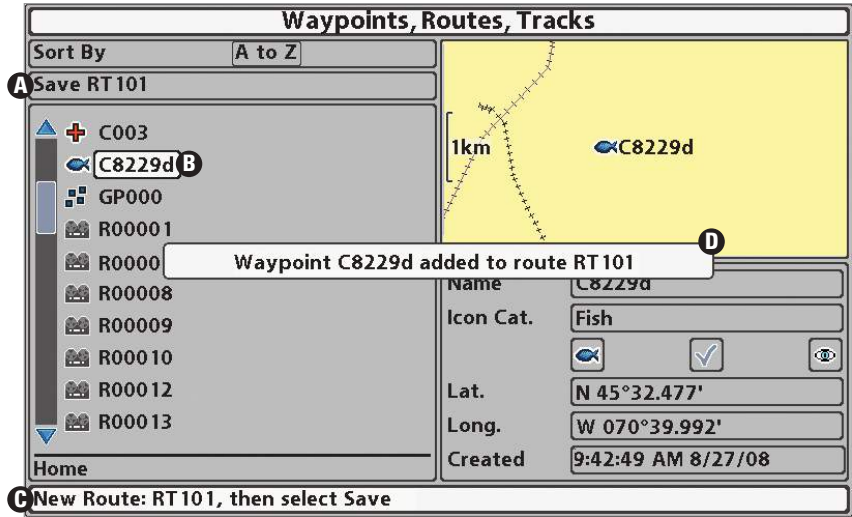 Waypoints, Routes, Tracks
Sort By A to Z
A Save RT101
C003
C8229d B
GP000
R00001
R0000
R00008
R00009
R00010
R00012
R00013
Home
1km
C8229d
D
Waypoint C8229d added to route RT101
Name C8229d
Icon Cat. Fish
Lat. N 45°32.477'
Long. W 070°39.992'
Created 9:42:49 AM 8/27/08
C New Route: RT101, then select Save